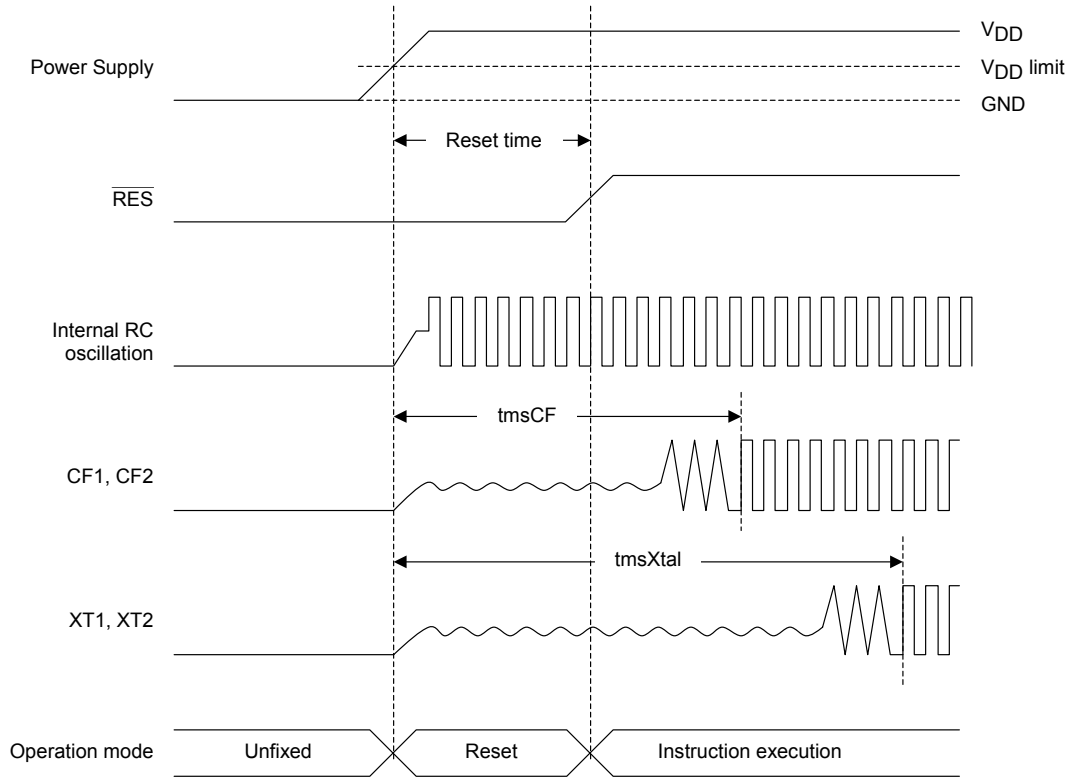 VDD
Power Supply
VDD limit
GND
Reset time
RES
Internal RC
oscillation
tmsCF
CF1, CF2
tmsXtal
XT1, XT2
Operation mode
Unfixed
Reset
Instruction execution